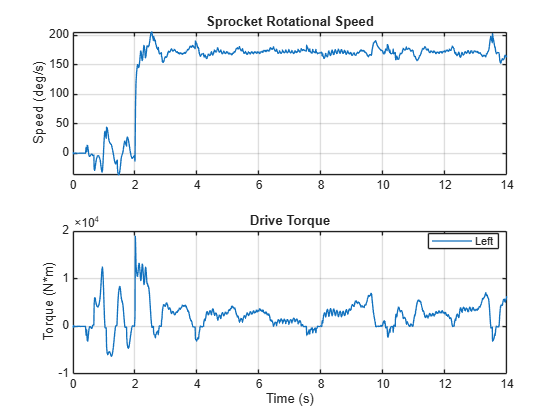 Sprocket Rotational Speed
200
150
100
50
0
Speed (deg/s)
0 2 4 6 8 10 12 14
Drive Torque
×10⁴
2
1
0
-1
Torque (N*m)
Left
0 2 4 6 8 10 12 14
Time (s)